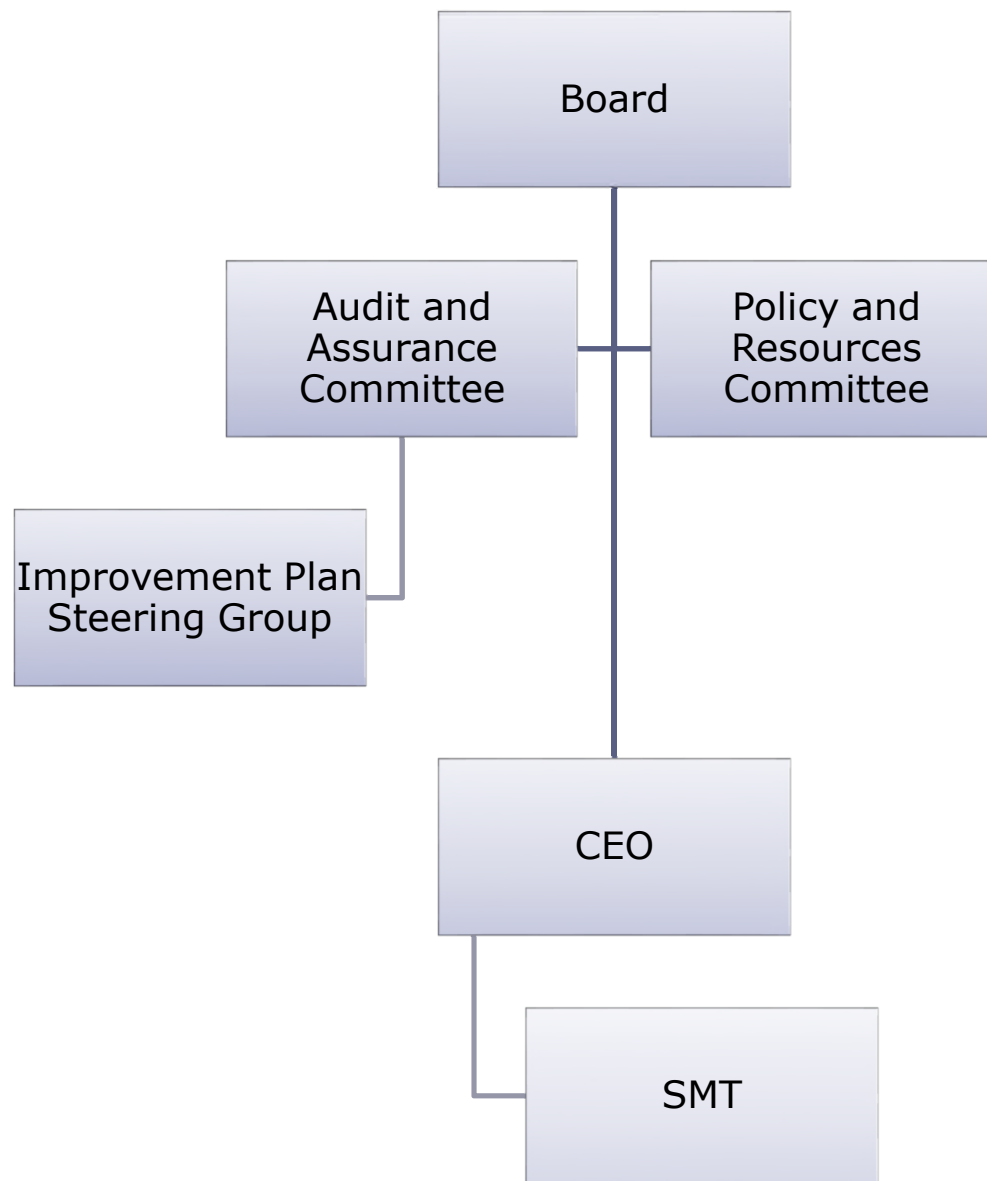 Board
Audit and
Assurance
Committee
Policy and
Resources
Committee
Improvement Plan
Steering Group
CEO
SMT